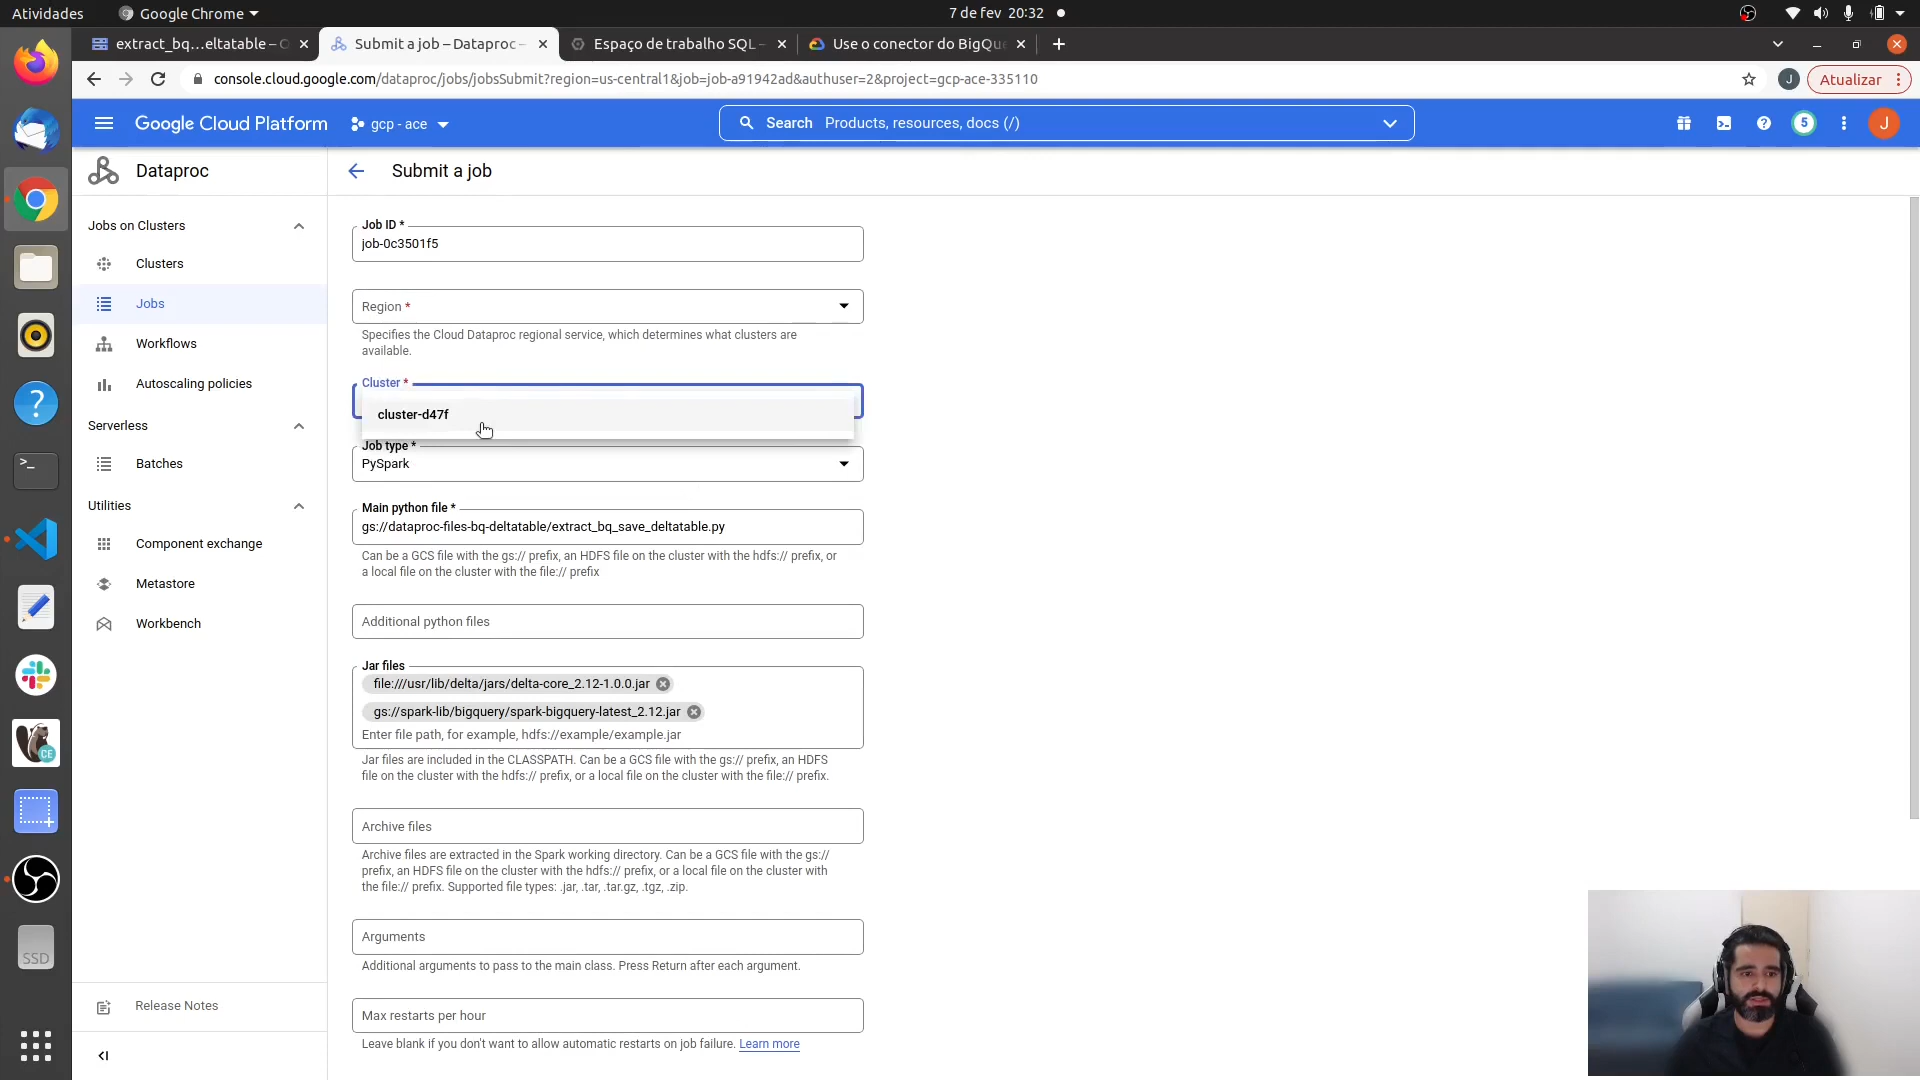 Atividades
Google Chrome
7 de fev 20:32
extract_bq...eltatable – G
Submit a job – Dataproc –
Espaço de trabalho SQL –
Use o conector do BigQue
console.cloud.google.com/dataproc/jobs/jobsSubmit?region=us-central1&job=job-a91942ad&authuser=2&project=gcp-ace-335110
J
Atualizar
Google Cloud Platform
gcp - ace
Search Products, resources, docs (/)
5
J
Dataproc
Submit a job
Jobs on Clusters
Clusters
Jobs
Workflows
Autoscaling policies
Serverless
Batches
Utilities
Component exchange
Metastore
Workbench
Release Notes
Job ID *
job-0c3501f5
Region *
Specifies the Cloud Dataproc regional service, which determines what clusters are
available.
Cluster *
cluster-d47f
Job type *
PySpark
Main python file *
gs://dataproc-files-bq-deltatable/extract_bq_save_deltatable.py
Can be a GCS file with the gs:// prefix, an HDFS file on the cluster with the hdfs:// prefix, or
a local file on the cluster with the file:// prefix
Additional python files
Jar files
file:///usr/lib/delta/jars/delta-core_2.12-1.0.0.jar
gs://spark-lib/bigquery/spark-bigquery-latest_2.12.jar
Enter file path, for example, hdfs://example/example.jar
Jar files are included in the CLASSPATH. Can be a GCS file with the gs:// prefix, an HDFS
file on the cluster with the hdfs:// prefix, or a local file on the cluster with the file:// prefix.
Archive files
Archive files are extracted in the Spark working directory. Can be a GCS file with the gs://
prefix, an HDFS file on the cluster with the hdfs:// prefix, or a local file on the cluster with
the file:// prefix. Supported file types: .jar, .tar, .tar.gz, .tgz, .zip.
Arguments
Additional arguments to pass to the main class. Press Return after each argument.
Max restarts per hour
Leave blank if you don't want to allow automatic restarts on job failure. Learn more
CE
SSD